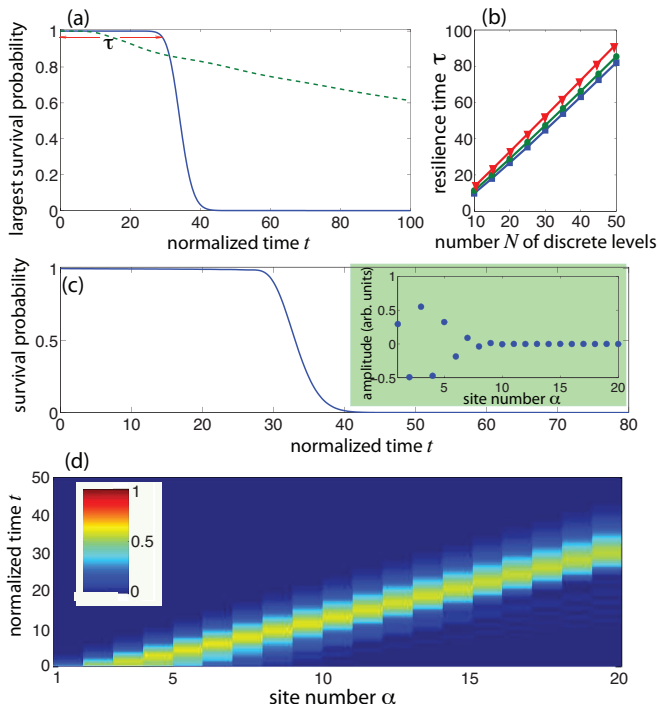 (a)
largest survival probability
1
0.8
0.6
0.4
0.2
0
τ
0 20 40 60 80 100
normalized time t
(b)
resilience time τ
100
80
60
40
20
0
10 20 30 40 50
number N of discrete levels
(c)
survival probability
1
0.5
0
0 10 20 30 40 50 60 70 80
normalized time t
amplitude (arb. units)
1
0.5
0
-0.5
5 10 15 20
site number α
(d)
normalized time t
50
40
30
20
10
0
1
0.5
0
1 5 10 15 20
site number α